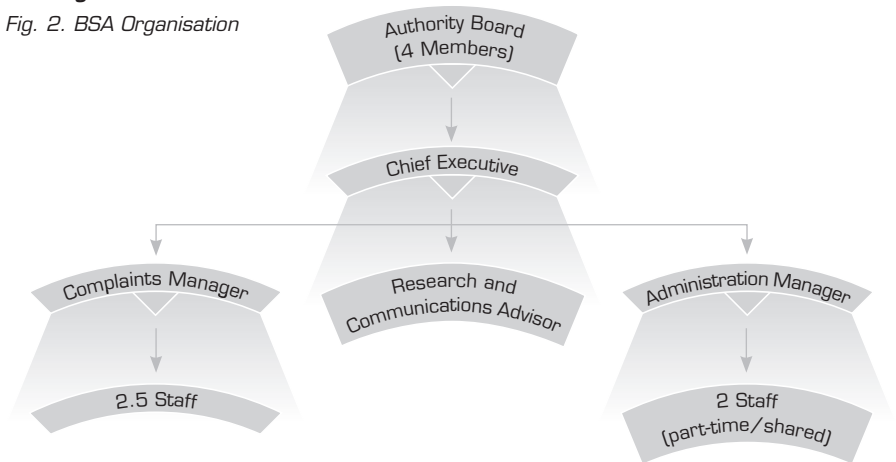 Fig. 2. BSA Organisation
Authority Board
(4 Members)
Chief Executive
Complaints Manager
Research and
Communications Advisor
Administration Manager
2.5 Staff
2 Staff
(part-time/shared)